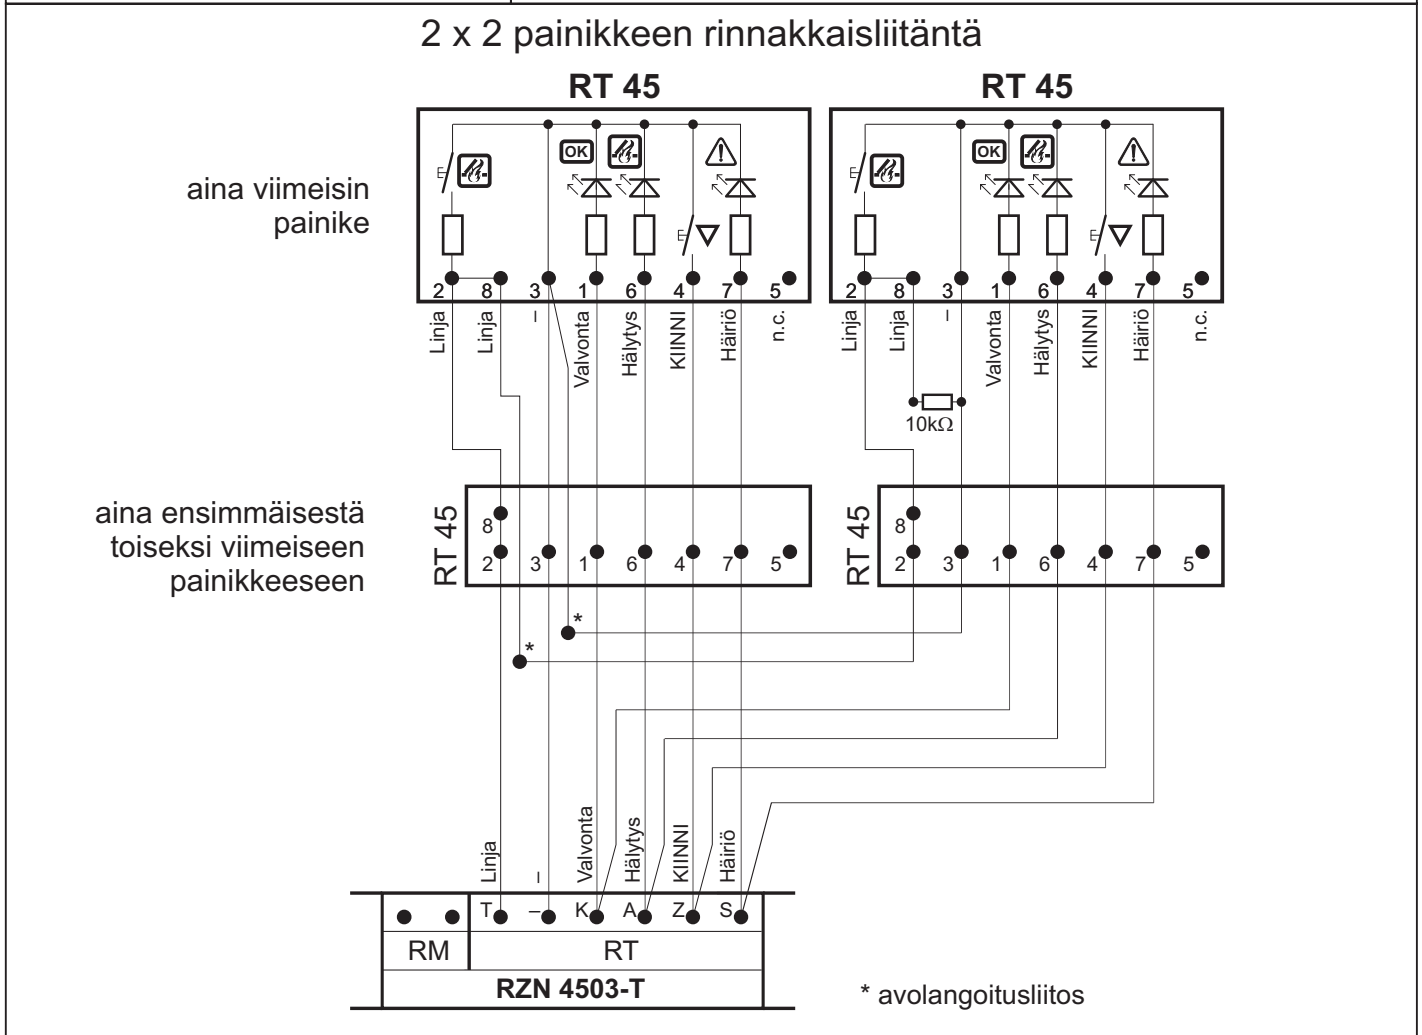 2 x 2 painikkeen rinnakkaisliitäntä
RT 45 RT 45
aina viimeisin
painike
OK OK
2 8 3 1 6 4 7 5 2 8 3 1 6 4 7 5
Linja Linja – Valvonta Hälytys KIINNI Häiriö n.c. Linja Linja – Valvonta Hälytys KIINNI Häiriö n.c.
10kΩ
aina ensimmäisestä
toiseksi viimeiseen
painikkeeseen
RT 45 8 RT 45 8
2 3 1 6 4 7 5 2 3 1 6 4 7 5
*
*
Linja – Valvonta Hälytys KIINNI Häiriö
T – K A Z S
RM RT
RZN 4503-T
* avolangoitusliitos